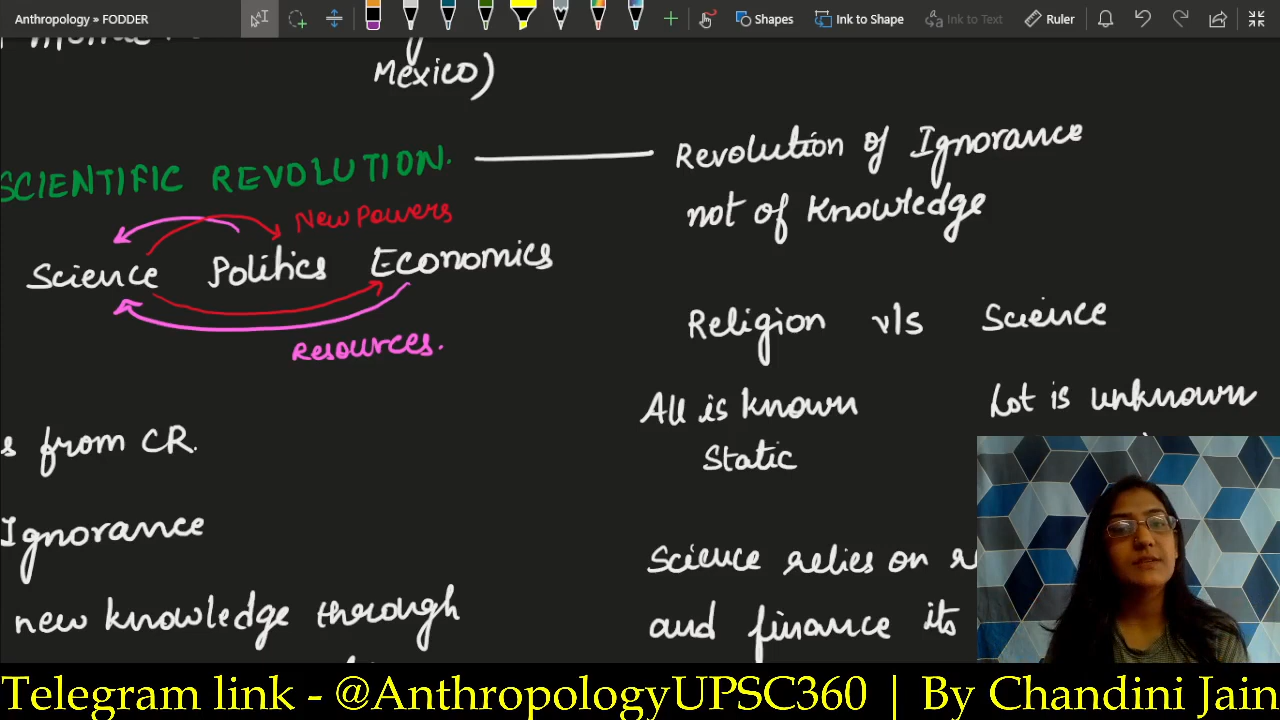 Anthropology » FODDER
Shapes
Ink to Shape
Ink to Text
Ruler
Mexico)
SCIENTIFIC REVOLUTION.
Revolution of Ignorance
not of Knowledge
New Powers
Science Politics Economics
Resources.
Religion v/s Science
All is known
Lot is unknown
Static
s from CR.
Ignorance
new knowledge through
Science relies on
and finance its
Telegram link - @AnthropologyUPSC360 | By Chandini Jain